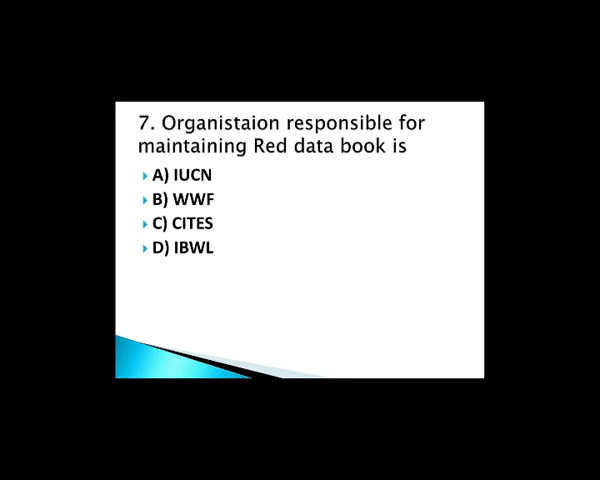 7. Organistaion responsible for
maintaining Red data book is
A) IUCN
B) WWF
C) CITES
D) IBWL